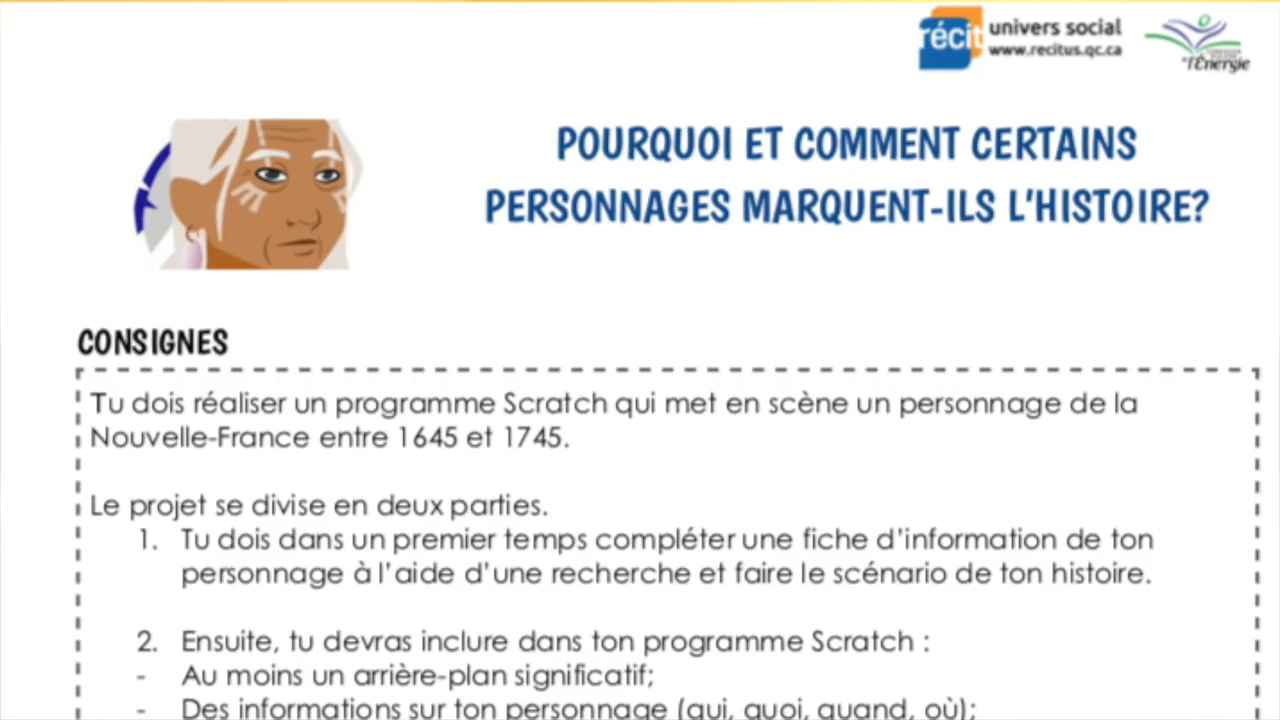 récit
univers social
www.recitus.qc.ca
l'Énergie
POURQUOI ET COMMENT CERTAINS
PERSONNAGES MARQUENT-ILS L'HISTOIRE?
CONSIGNES
Tu dois réaliser un programme Scratch qui met en scène un personnage de la
Nouvelle-France entre 1645 et 1745.
Le projet se divise en deux parties.
1. Tu dois dans un premier temps compléter une fiche d'information de ton
personnage à l'aide d'une recherche et faire le scénario de ton histoire.
2. Ensuite, tu devras inclure dans ton programme Scratch :
- Au moins un arrière-plan significatif;
- Des informations sur ton personnage (qui, quoi, quand, où);